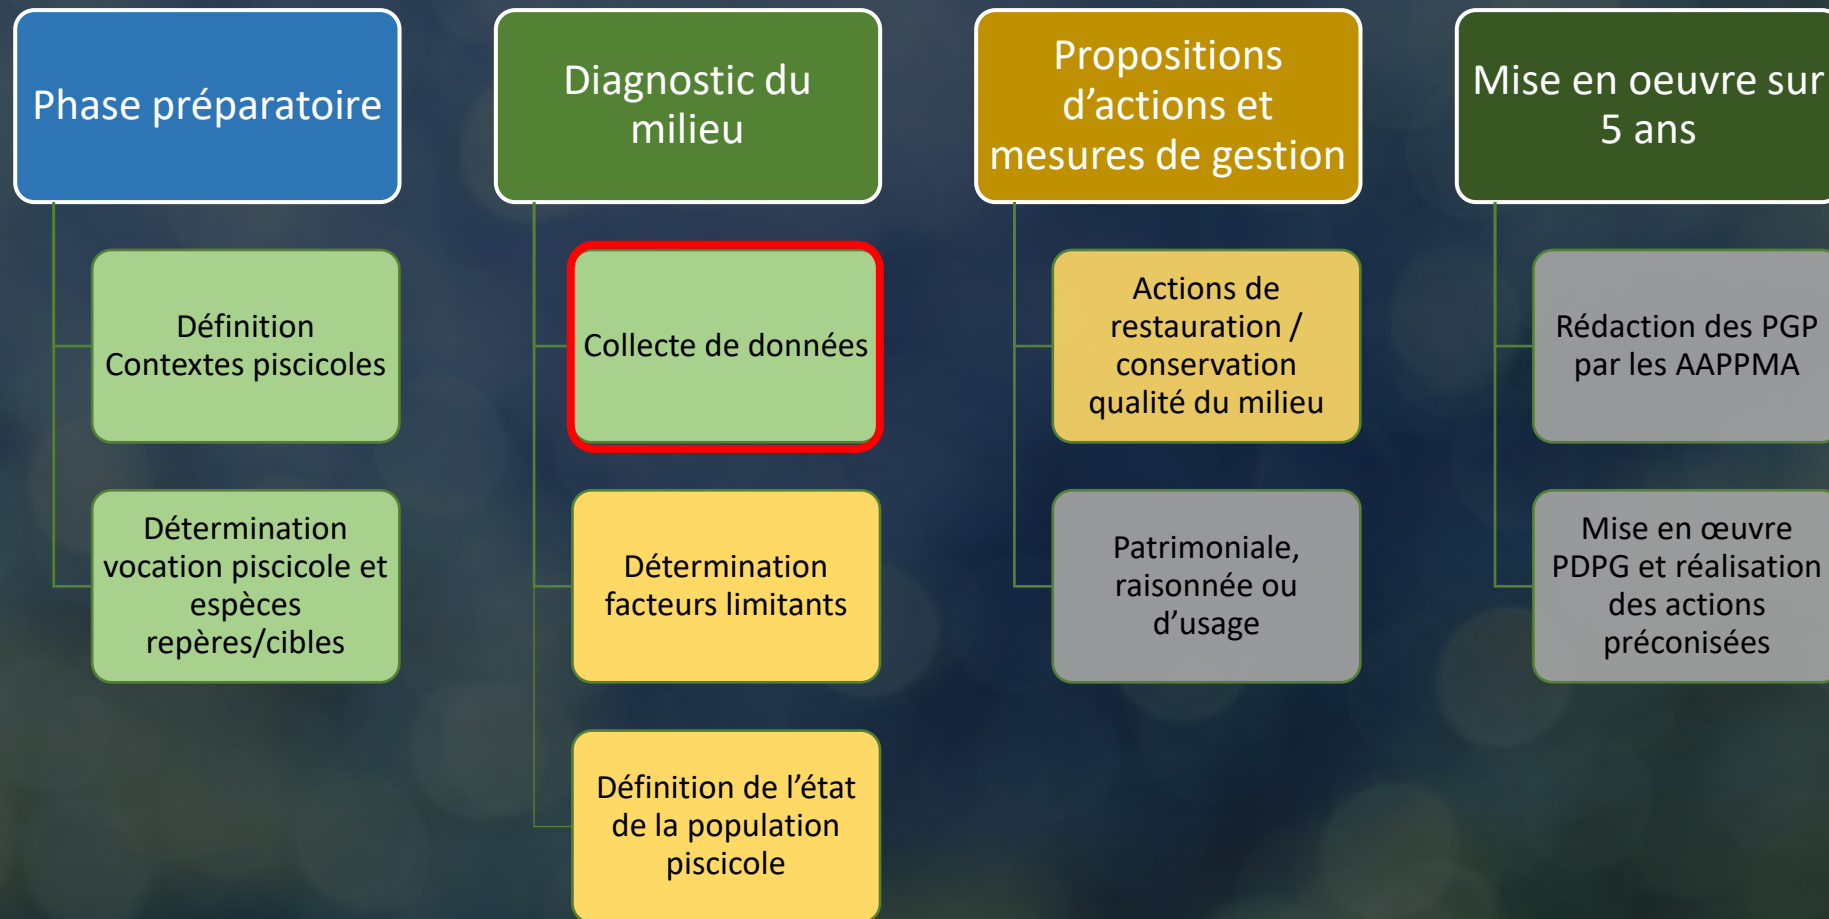 Phase préparatoire
Définition
Contextes piscicoles
Détermination
vocation piscicole et
espèces
repères/cibles
Diagnostic du
milieu
Collecte de données
Détermination
facteurs limitants
Définition de l’état
de la population
piscicole
Propositions
d’actions et
mesures de gestion
Actions de
restauration /
conservation
qualité du milieu
Patrimoniale,
raisonnée ou
d’usage
Mise en oeuvre sur
5 ans
Rédaction des PGP
par les AAPPMA
Mise en œuvre
PDPG et réalisation
des actions
préconisées